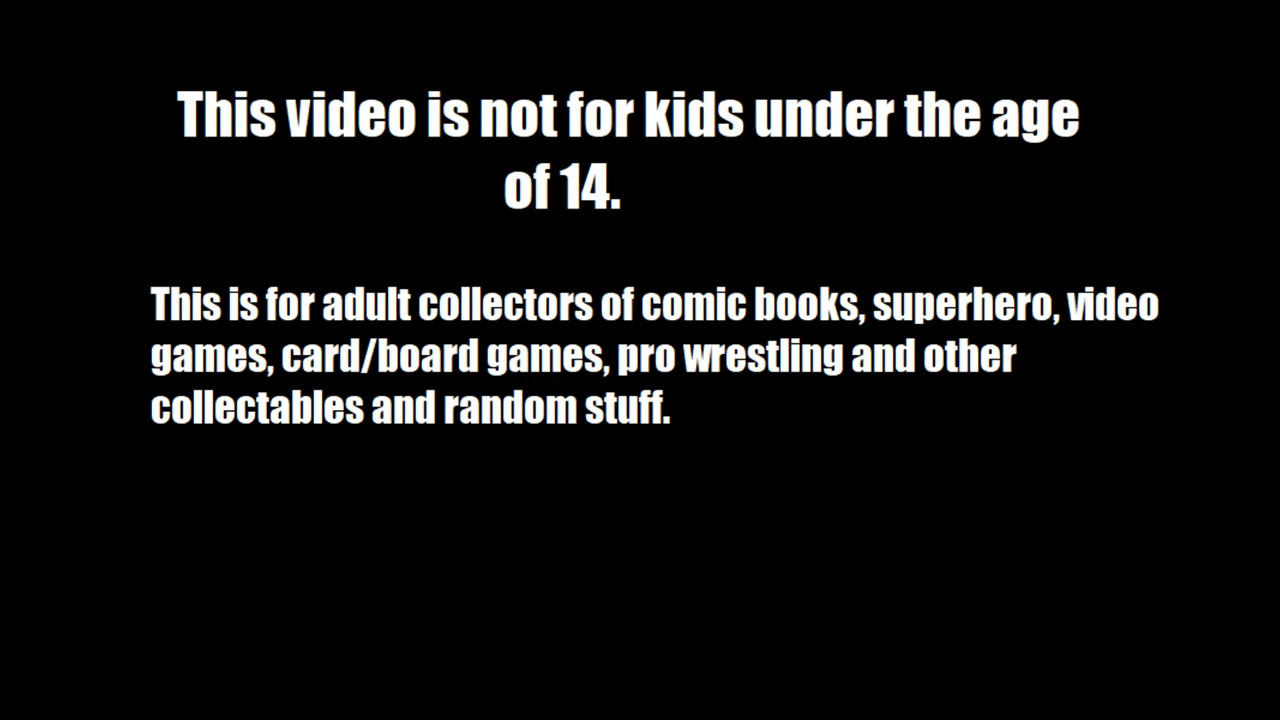 This video is not for kids under the age
of 14.
This is for adult collectors of comic books, superhero, video
games, card/board games, pro wrestling and other
collectables and random stuff.